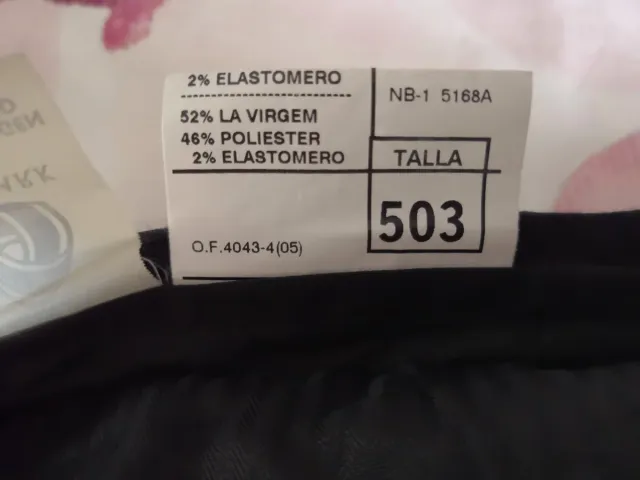 2% ELASTOMERO
NB-1 5168A
52% LA VIRGEM
46% POLIESTER
2% ELASTOMERO
TALLA
503
O.F.4043-4(05)